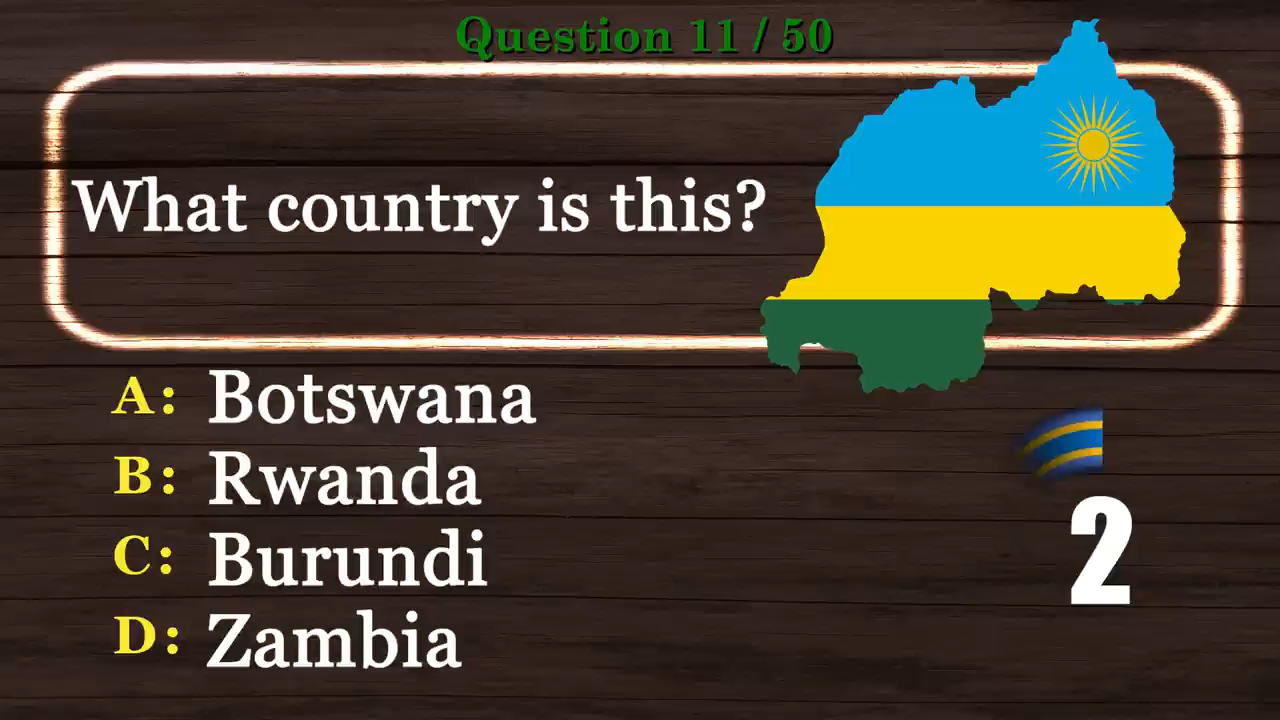 Question 11 / 50
What country is this?
A: Botswana
B: Rwanda
C: Burundi
D: Zambia
2